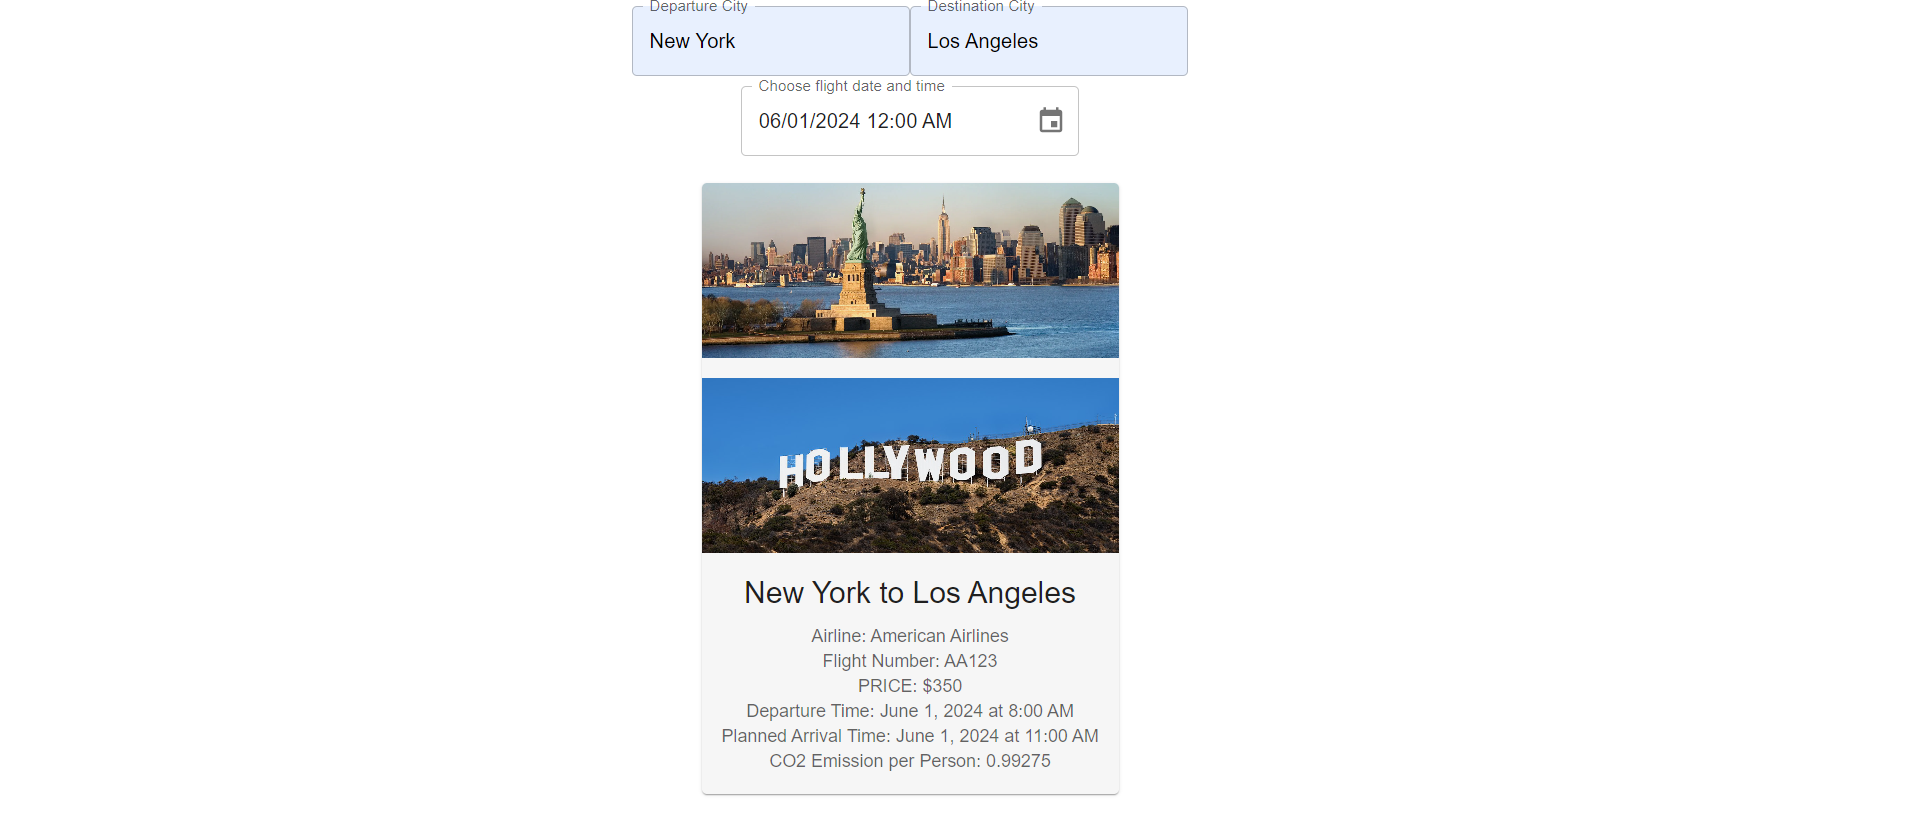 Departure City
Destination City
New York
Los Angeles
Choose flight date and time
06/01/2024 12:00 AM
HOLLYWOOD
New York to Los Angeles
Airline: American Airlines
Flight Number: AA123
PRICE: $350
Departure Time: June 1, 2024 at 8:00 AM
Planned Arrival Time: June 1, 2024 at 11:00 AM
CO2 Emission per Person: 0.99275